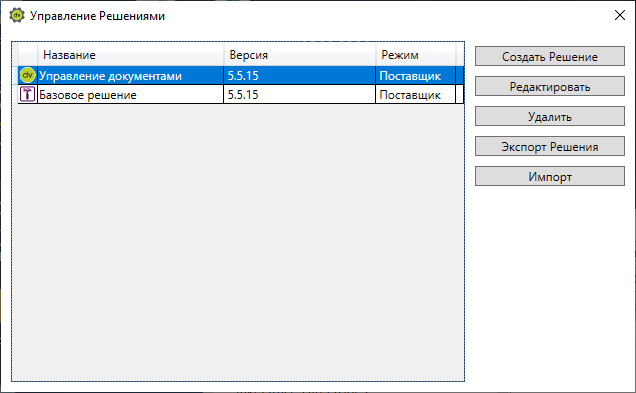 Управление Решениями
Название Версия Режим
dv Управление документами 5.5.15 Поставщик
Базовое решение 5.5.15 Поставщик
Создать Решение
Редактировать
Удалить
Экспорт Решения
Импорт